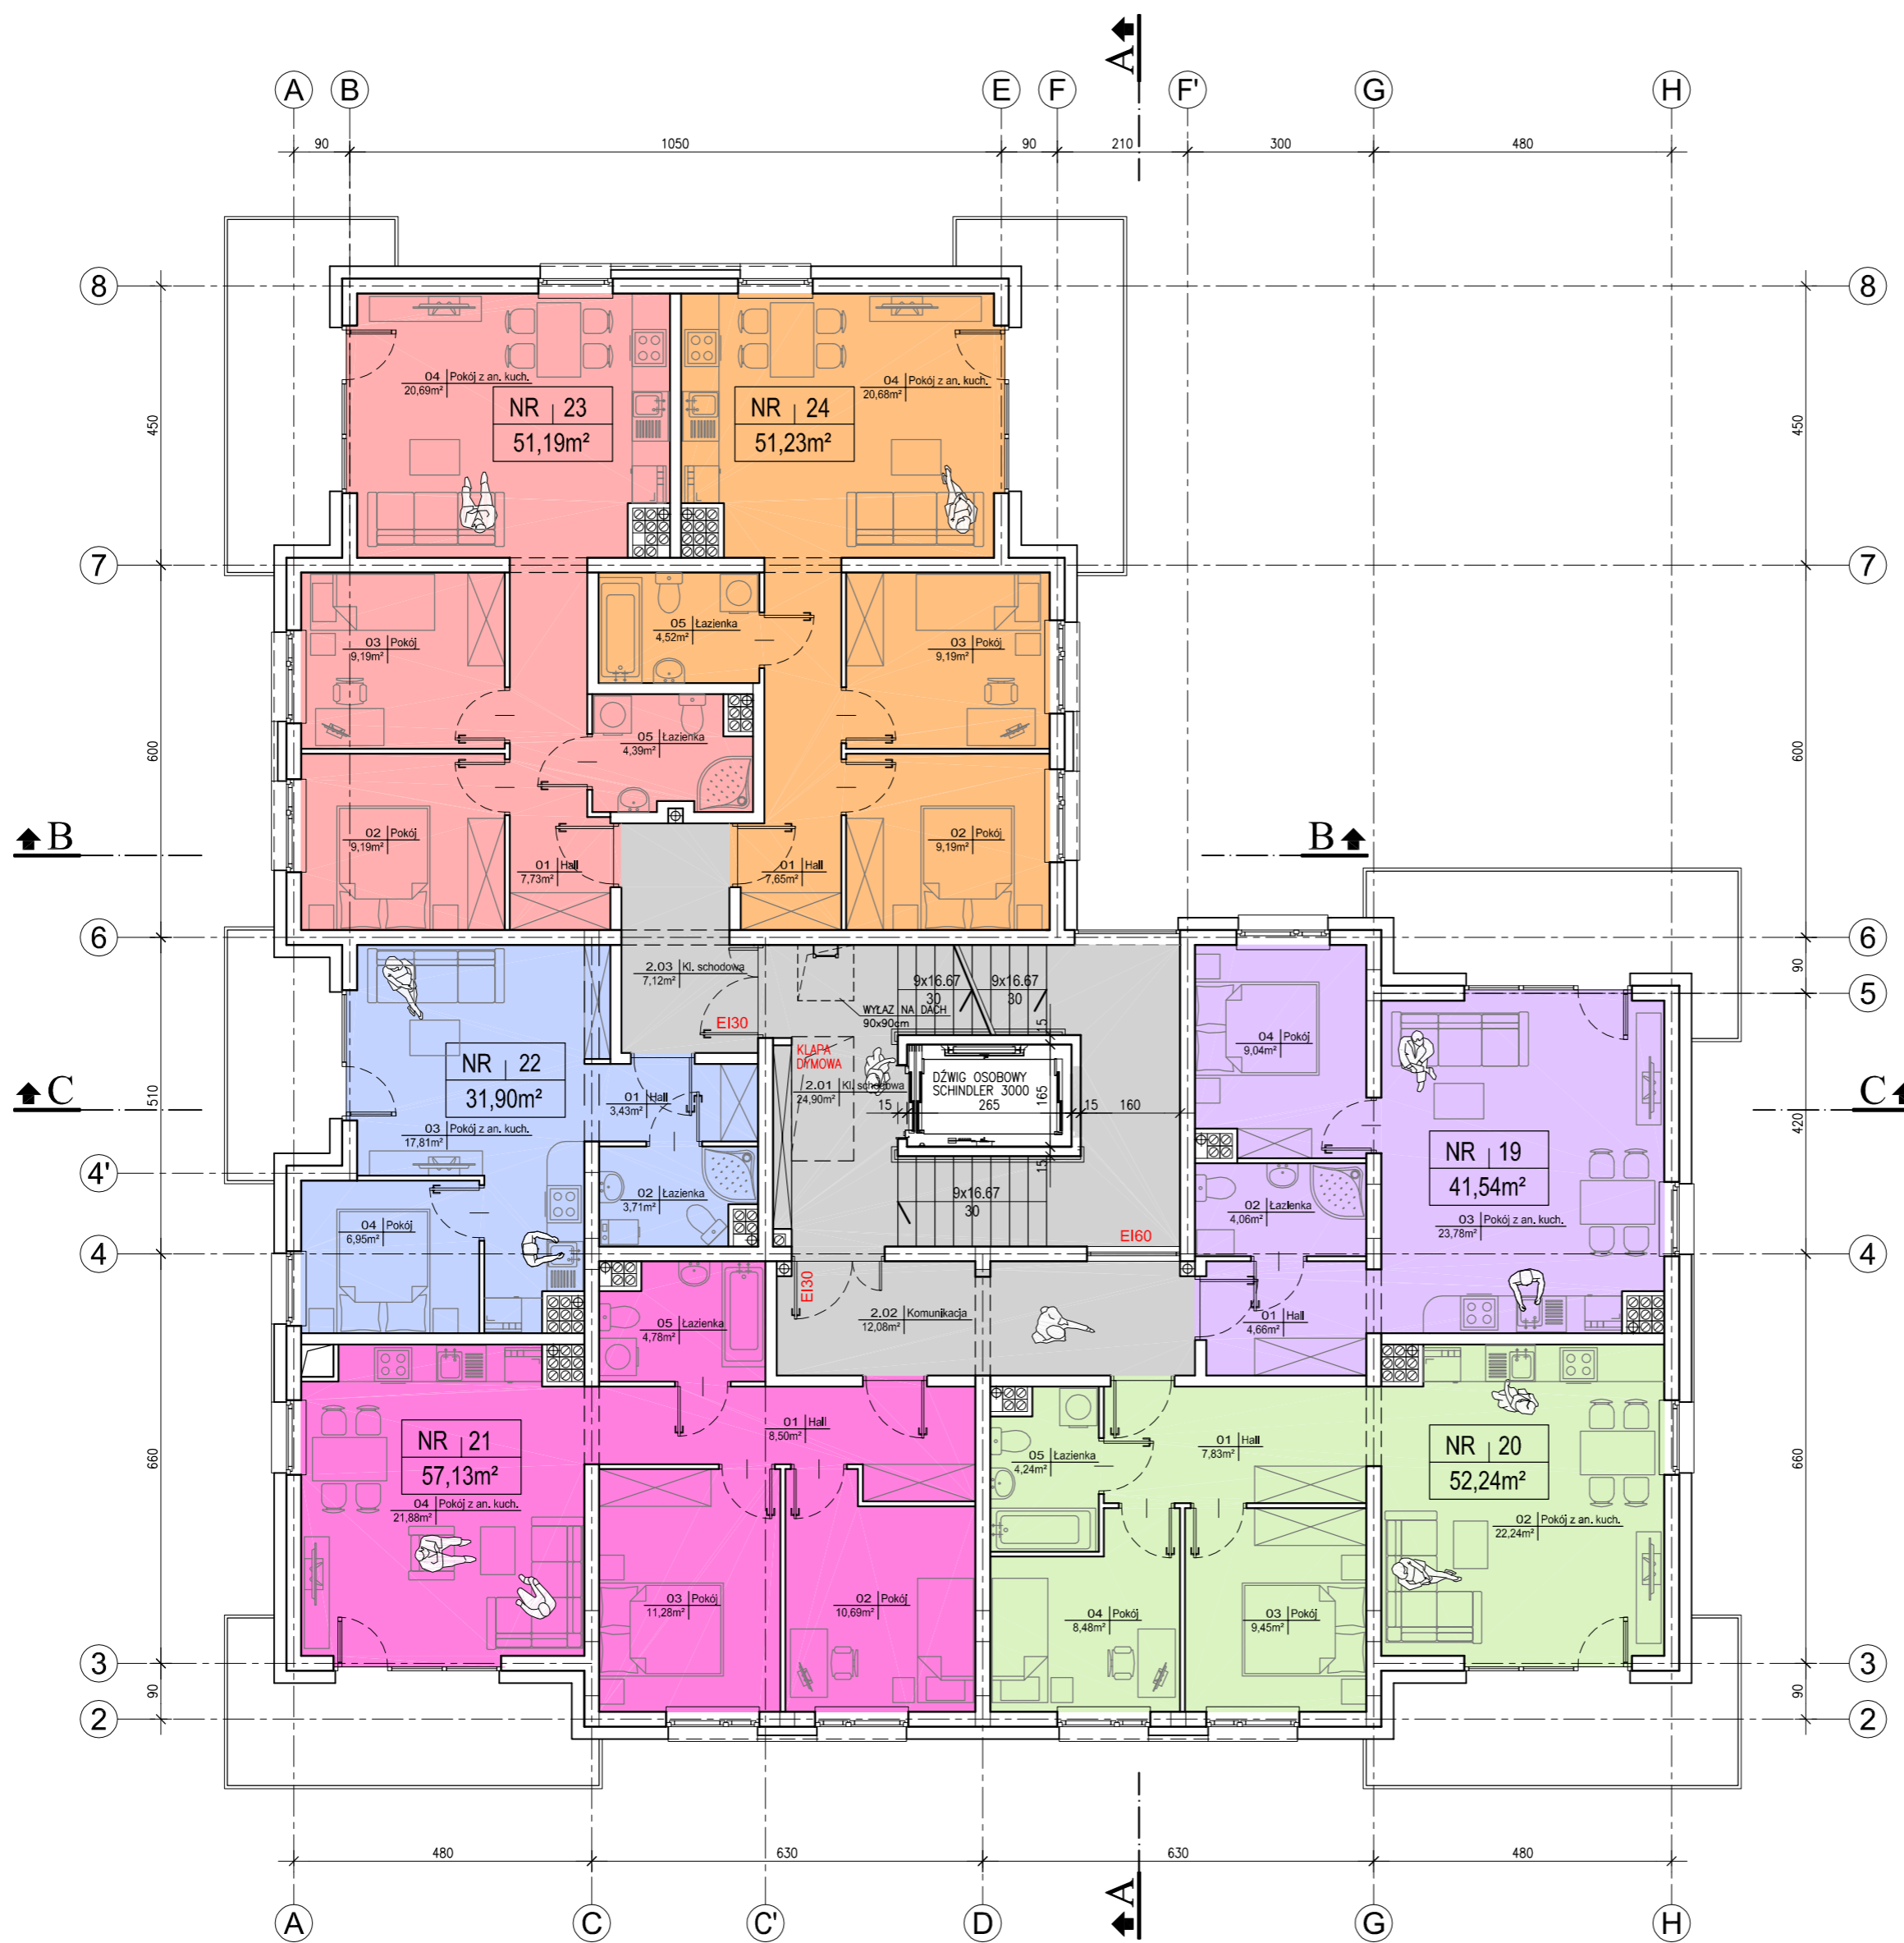 A
A B E F F' G H
90 1050 90 210 300 480
8 8
04 Pokój z an. kuch.
20,69m²
NR 23
51,19m²
04 Pokój z an. kuch.
20,68m²
NR 24
51,23m²
450 450
7 7
03 Pokój
9,19m²
05 Łazienka
4,52m²
03 Pokój
9,19m²
05 Łazienka
4,39m²
600 600
02 Pokój
9,19m²
01 Hall
7,73m²
01 Hall
7,65m²
02 Pokój
9,19m²
B B
6 6
2.03 Kl. schodowa
7,12m²
EI30
WYŁAZ NA DACH
90x90cm
9x16.67
30
9x16.67
30
15
90
5
04 Pokój
9,04m²
NR 22
31,90m²
03 Pokój z an. kuch.
17,81m²
01 Hall
3,43m²
KLAPA
DYMOWA
2.01 Kl. schodowa
24,90m²
DŹWIG OSOBOWY
SCHINDLER 3000
265
165
15 15 160
15
C C
510 420
NR 19
41,54m²
03 Pokój z an. kuch.
23,78m²
4'
02 Łazienka
3,71m²
9x16.67
30
02 Łazienka
4,06m²
04 Pokój
6,95m²
EI60
4 4
EI30
05 Łazienka
4,78m²
2.02 Komunikacja
12,08m²
01 Hall
4,66m²
NR 21
57,13m²
04 Pokój z an. kuch.
21,88m²
01 Hall
8,50m²
05 Łazienka
4,24m²
01 Hall
7,83m²
NR 20
52,24m²
02 Pokój z an. kuch.
22,24m²
660 660
03 Pokój
11,28m²
02 Pokój
10,69m²
04 Pokój
8,48m²
03 Pokój
9,45m²
3 3
90 90
2 2
480 630 630 480
A
A C C' D G H